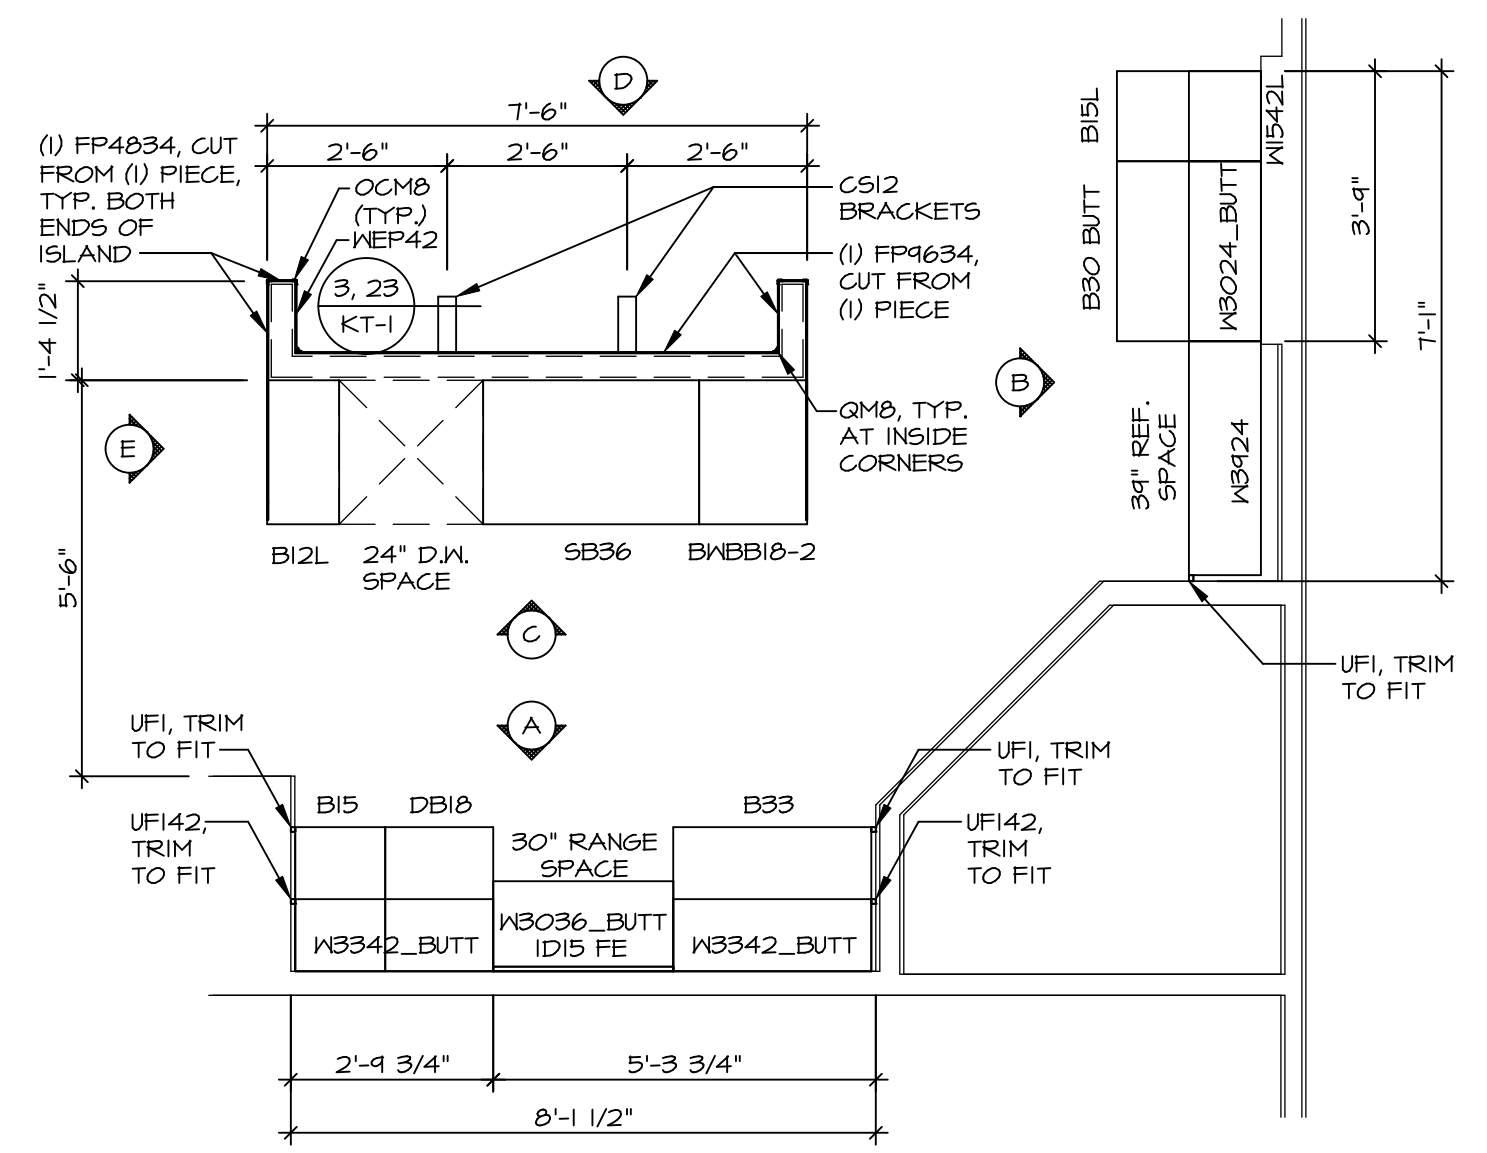 D
7'-6"
2'-6"
2'-6"
2'-6"
(1) FP4834, CUT
FROM (1) PIECE,
TYP. BOTH
ENDS OF
ISLAND
OCM8
(TYP.)
WEP42
3, 23
KT-1
CS12
BRACKETS
(1) FP9634,
CUT FROM
(1) PIECE
1'-4 1/2"
QM8, TYP.
AT INSIDE
CORNERS
E
B
B15L
W1542L
B30 BUTT
W3024_BUTT
3'-9"
7'-1"
39" REF.
SPACE
W3924
B12L
24" D.W.
SPACE
SB36
BWBB18-2
5'-6"
C
A
UF1, TRIM
TO FIT
UF1, TRIM
TO FIT
UF1, TRIM
TO FIT
B15
DB18
B33
UF142,
TRIM
TO FIT
30" RANGE
SPACE
UF142,
TRIM
TO FIT
W3342_BUTT
W3036_BUTT
1D15 FE
W3342_BUTT
2'-9 3/4"
5'-3 3/4"
8'-1 1/2"